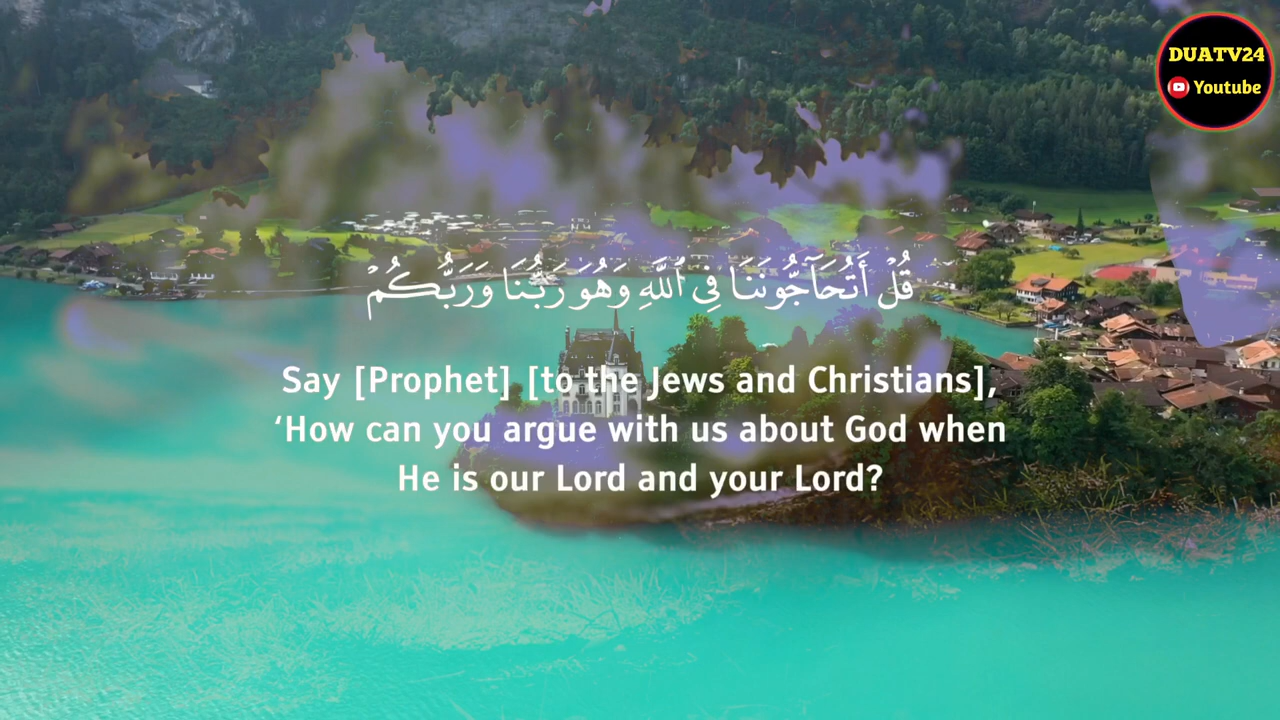 DUATV24
Youtube
قُلْ أَتُحَآجُّونَنَا فِى ٱللَّهِ وَهُوَ رَبُّنَا وَرَبُّكُمْ
Say [Prophet] [to the Jews and Christians],
‘How can you argue with us about God when
He is our Lord and your Lord?